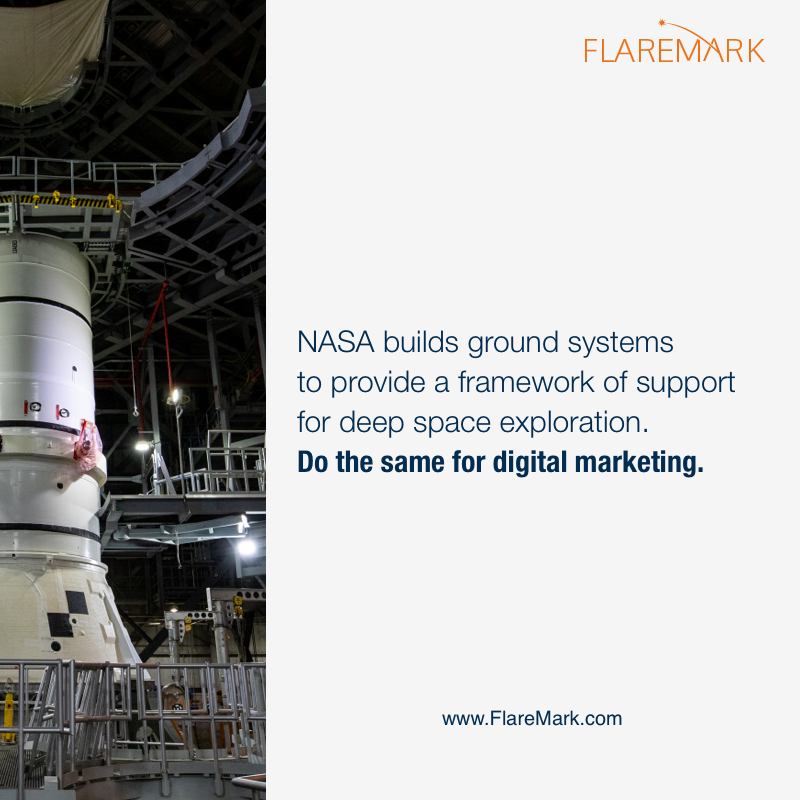 FLAREMARK
NASA builds ground systems
to provide a framework of support
for deep space exploration.
Do the same for digital marketing.
www.FlareMark.com